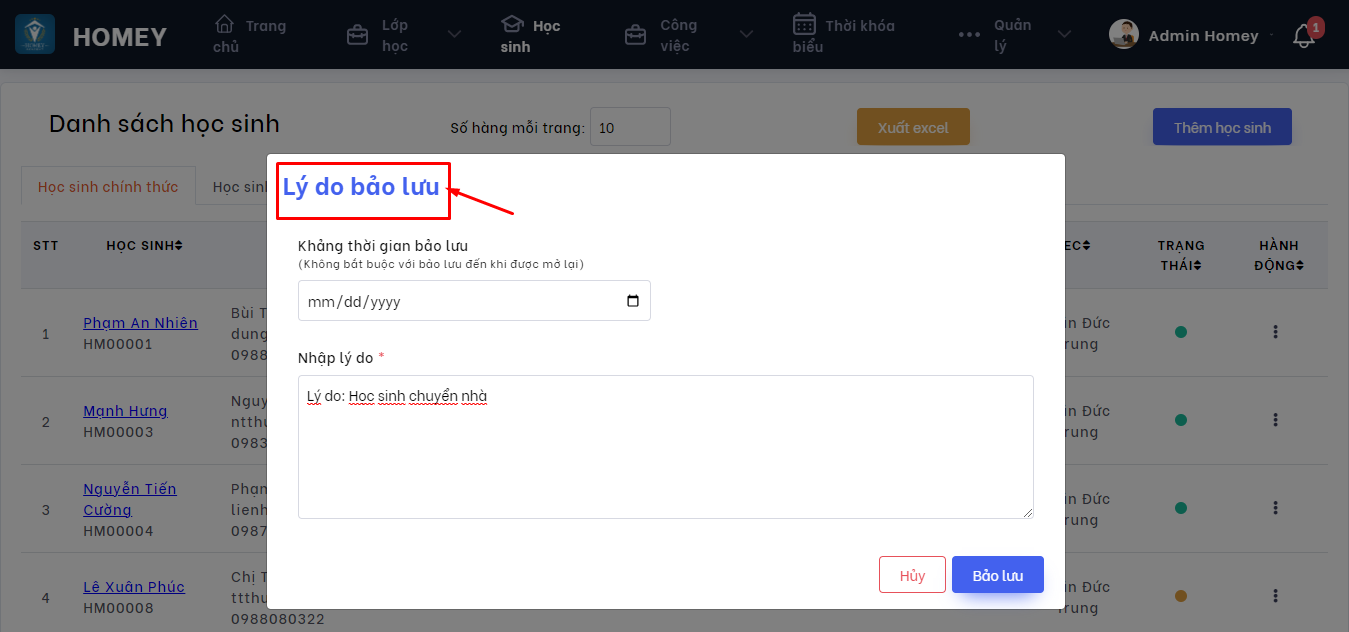 HOMEY
Trang chủ
Lớp học
Học sinh
Công việc
Thời khóa biểu
Quản lý
Admin Homey
1
Danh sách học sinh
Số hàng mỗi trang: 10
Xuất excel
Thêm học sinh
Học sinh chính thức
Học sinh
Lý do bảo lưu
Khảng thời gian bảo lưu
(Không bắt buộc với bảo lưu đến khi được mở lại)
mm/dd/yyyy
Nhập lý do *
Lý do: Học sinh chuyển nhà
Hủy
Bảo lưu
STT
HỌC SINH
EC
TRẠNG THÁI
HÀNH ĐỘNG
1
Phạm An Nhiên
HM00001
Bùi T
dung
0988
n Đức
rung
2
Mạnh Hưng
HM00003
Nguy
ntthu
0983
n Đức
rung
3
Nguyễn Tiến
Cường
HM00004
Phạn
lienh
0987
n Đức
rung
4
Lê Xuân Phúc
HM00008
Chị T
ttthu
0988080322
n Đức
Trung